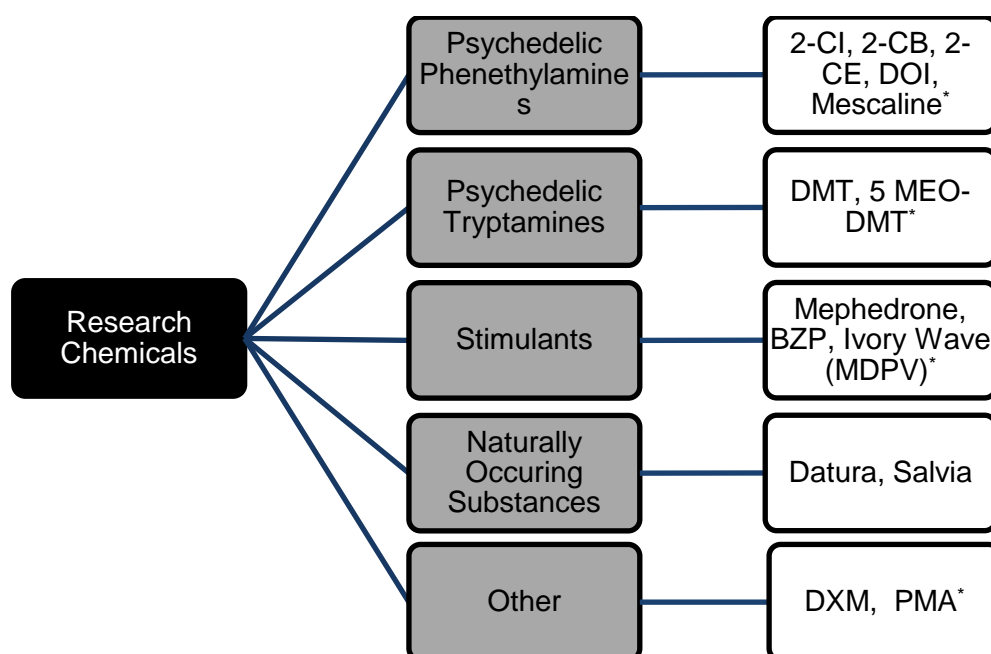 Psychedelic
Phenethylamine
s
2-CI, 2-CB, 2-
CE, DOI,
Mescaline*
Psychedelic
Tryptamines
DMT, 5 MEO-
DMT*
Research
Chemicals
Stimulants
Mephedrone,
BZP, Ivory Wave
(MDPV)*
Naturally
Occuring
Substances
Datura, Salvia
Other
DXM,  PMA*